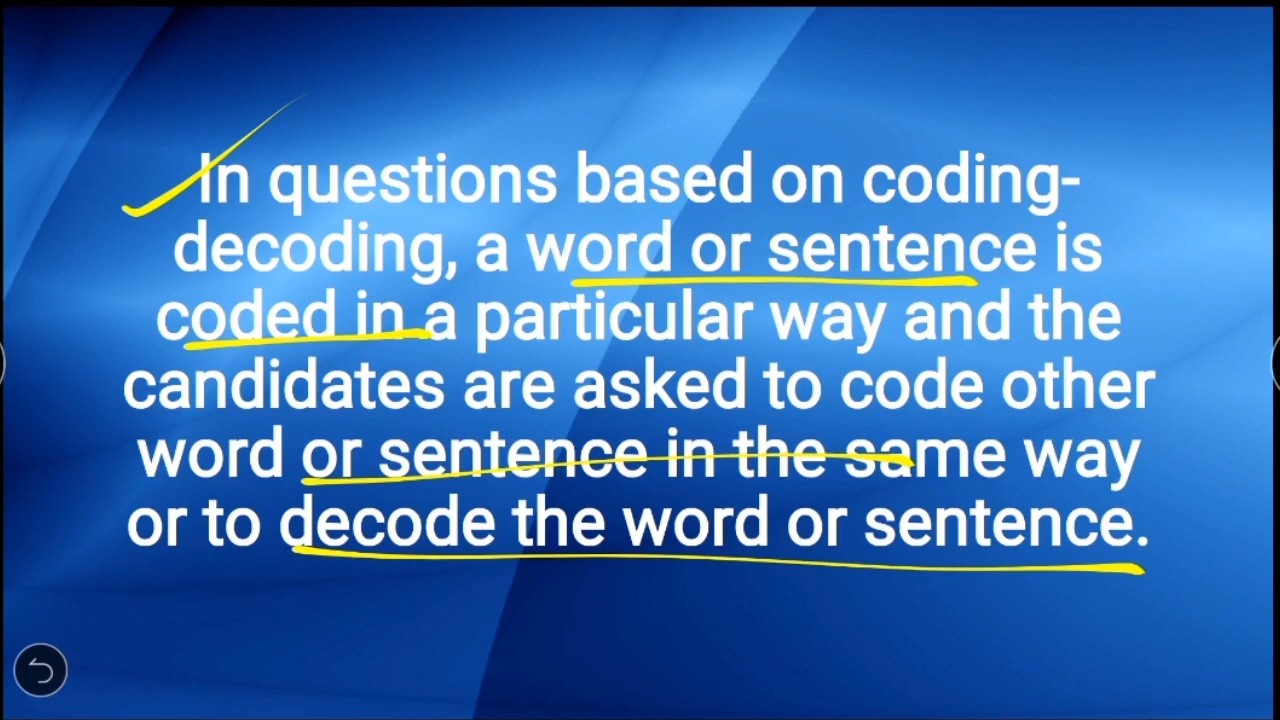 In questions based on coding-
decoding, a word or sentence is
coded in a particular way and the
candidates are asked to code other
word or sentence in the same way
or to decode the word or sentence.